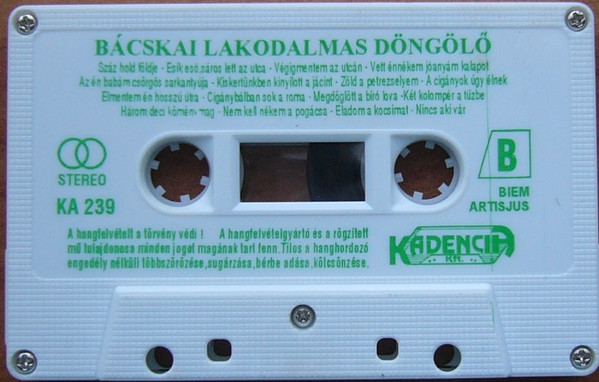 BÁCSKAI LAKODALMAS DÖNGÖLŐ
Száz hold földje - Esik eső, sáros lett az utca - Végigmentem az utcán - Vett énnékem jóanyám kalapot
Az én babám csörgős sarkantyúja - Kiskertünkben kinyílott a jácint - Zöld a petrezselyem - A cigányok úgy élnek
Elmentem én hosszú útra - Cigánybálban sok a roma - Megdöglött a bíró lova -Két kolompér a tűzbe
Három deci kömény mag - Nem kell nékem a pogácsa - Eladom a kocsimat - Nincs aki vár
STEREO
KA 239
B
BIEM
ARTISJUS
A hangfelvételt a törvény védi ! A hangfelvételgyártó és a rögzített
mű tulajdonosa minden jogot magának tart fenn. Tilos a hanghordozó
engedély nélküli többszörözése, sugárzása, bérbe adása, kölcsönzése.
KADENCIA
Kft.